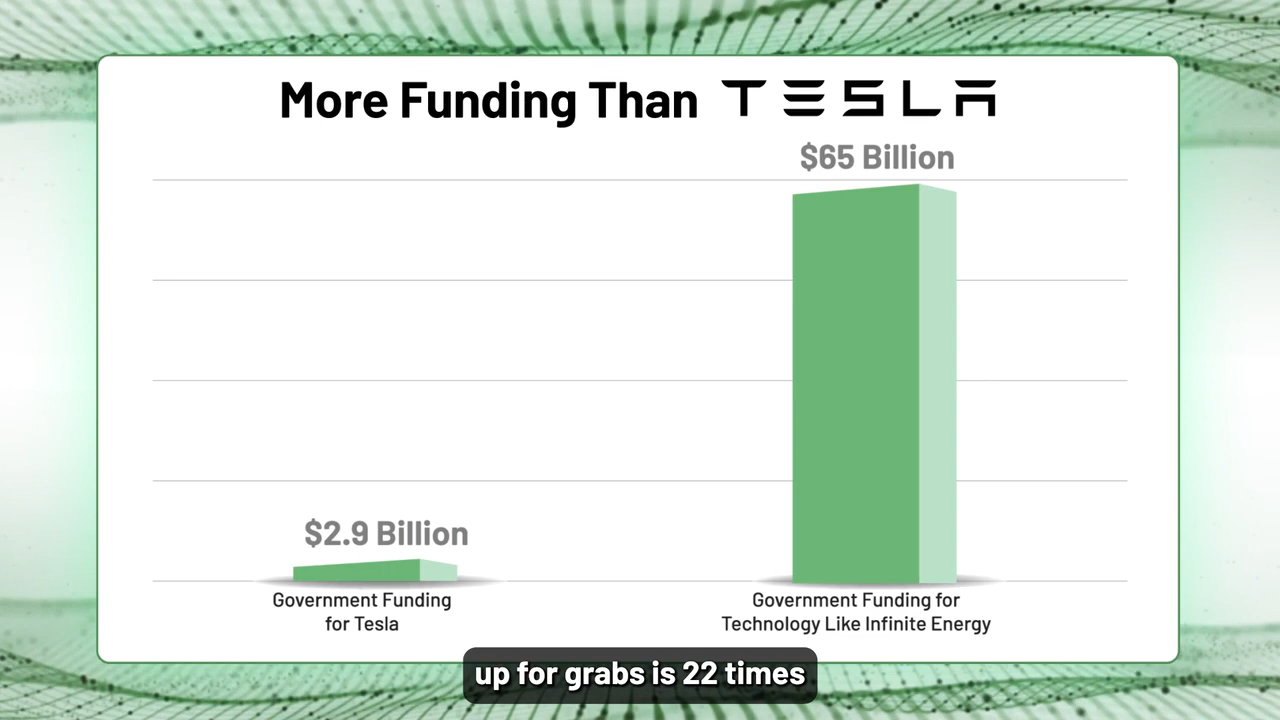 More Funding Than TESLA
$65 Billion
$2.9 Billion
Government Funding
for Tesla
Government Funding for
Technology Like Infinite Energy
up for grabs is 22 times